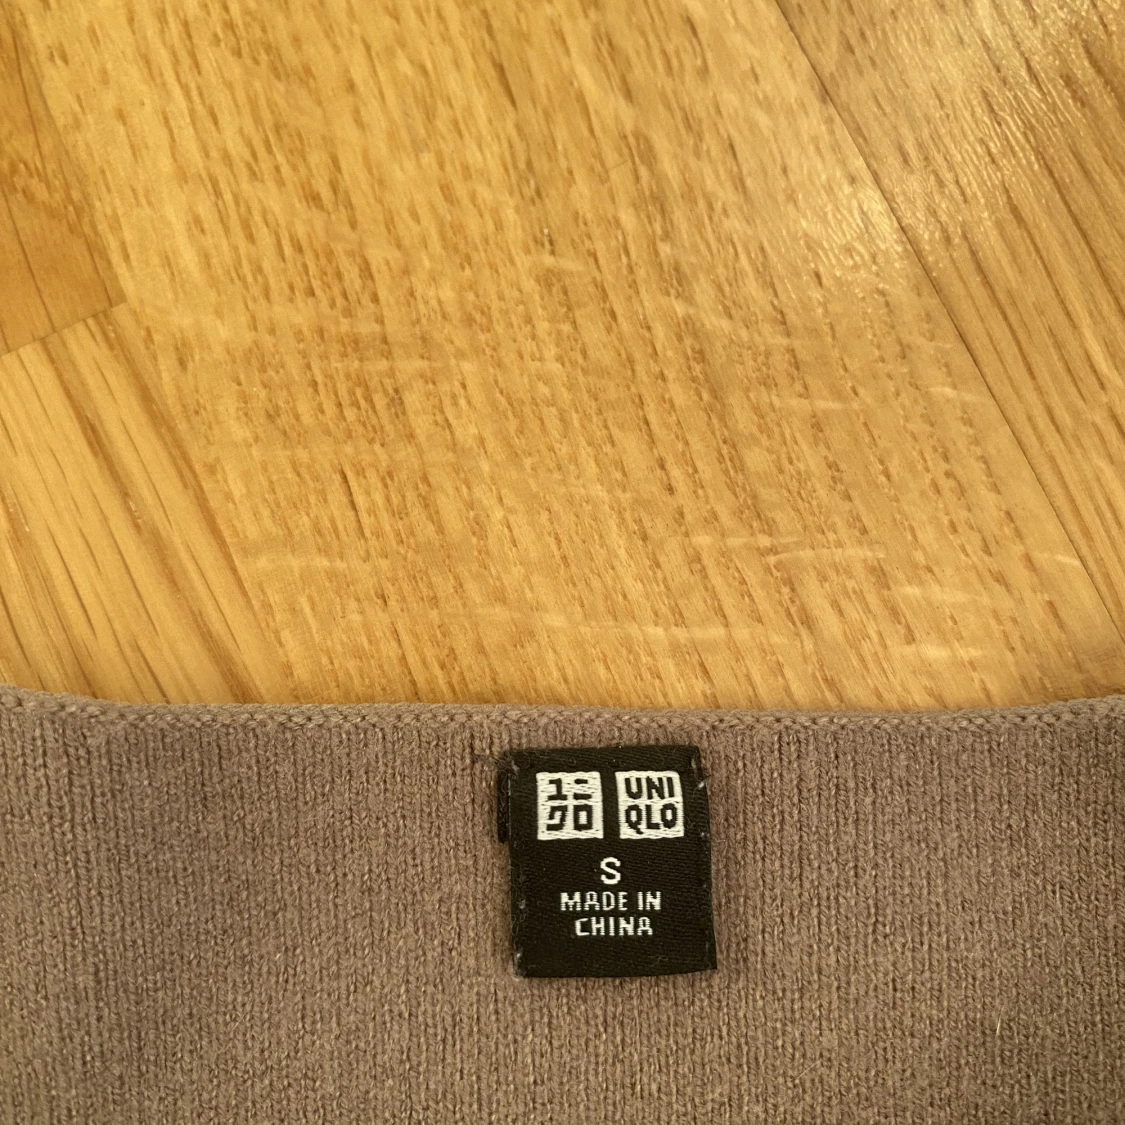 ユニ UNI
クロ QLO
S
MADE IN
CHINA